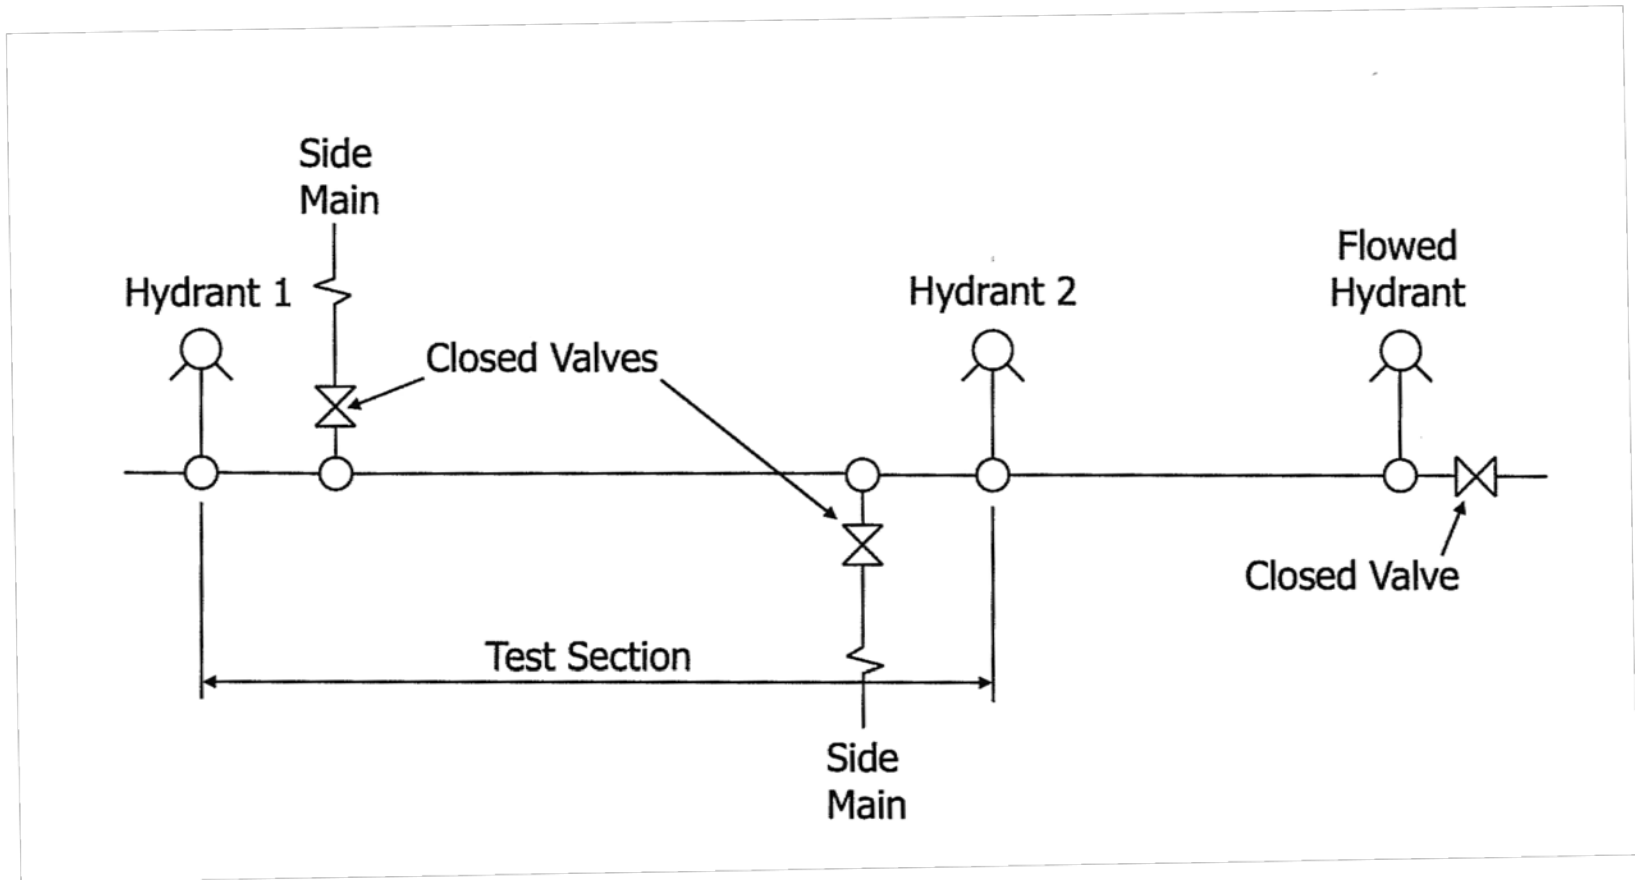 Side
Main
Hydrant 1
Closed Valves
Hydrant 2
Flowed
Hydrant
Closed Valve
Test Section
Side
Main